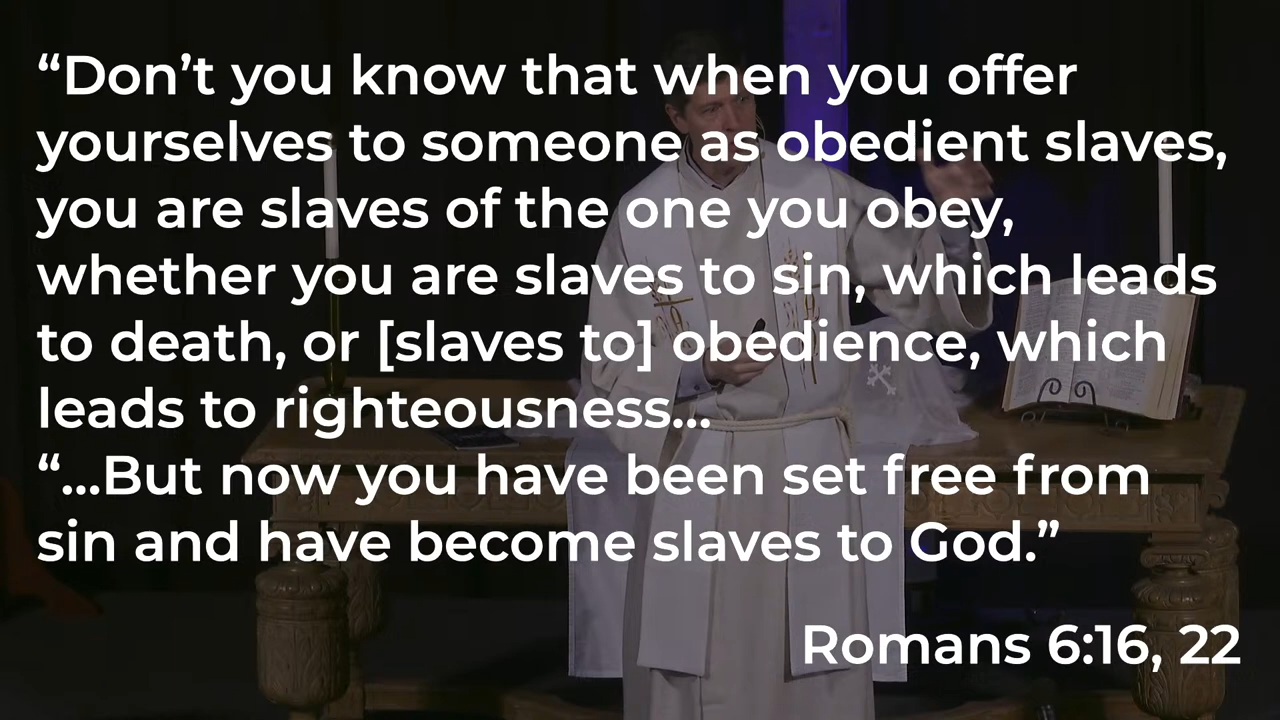 “Don’t you know that when you offer
yourselves to someone as obedient slaves,
you are slaves of the one you obey,
whether you are slaves to sin, which leads
to death, or [slaves to] obedience, which
leads to righteousness...
“...But now you have been set free from
sin and have become slaves to God.”
Romans 6:16, 22